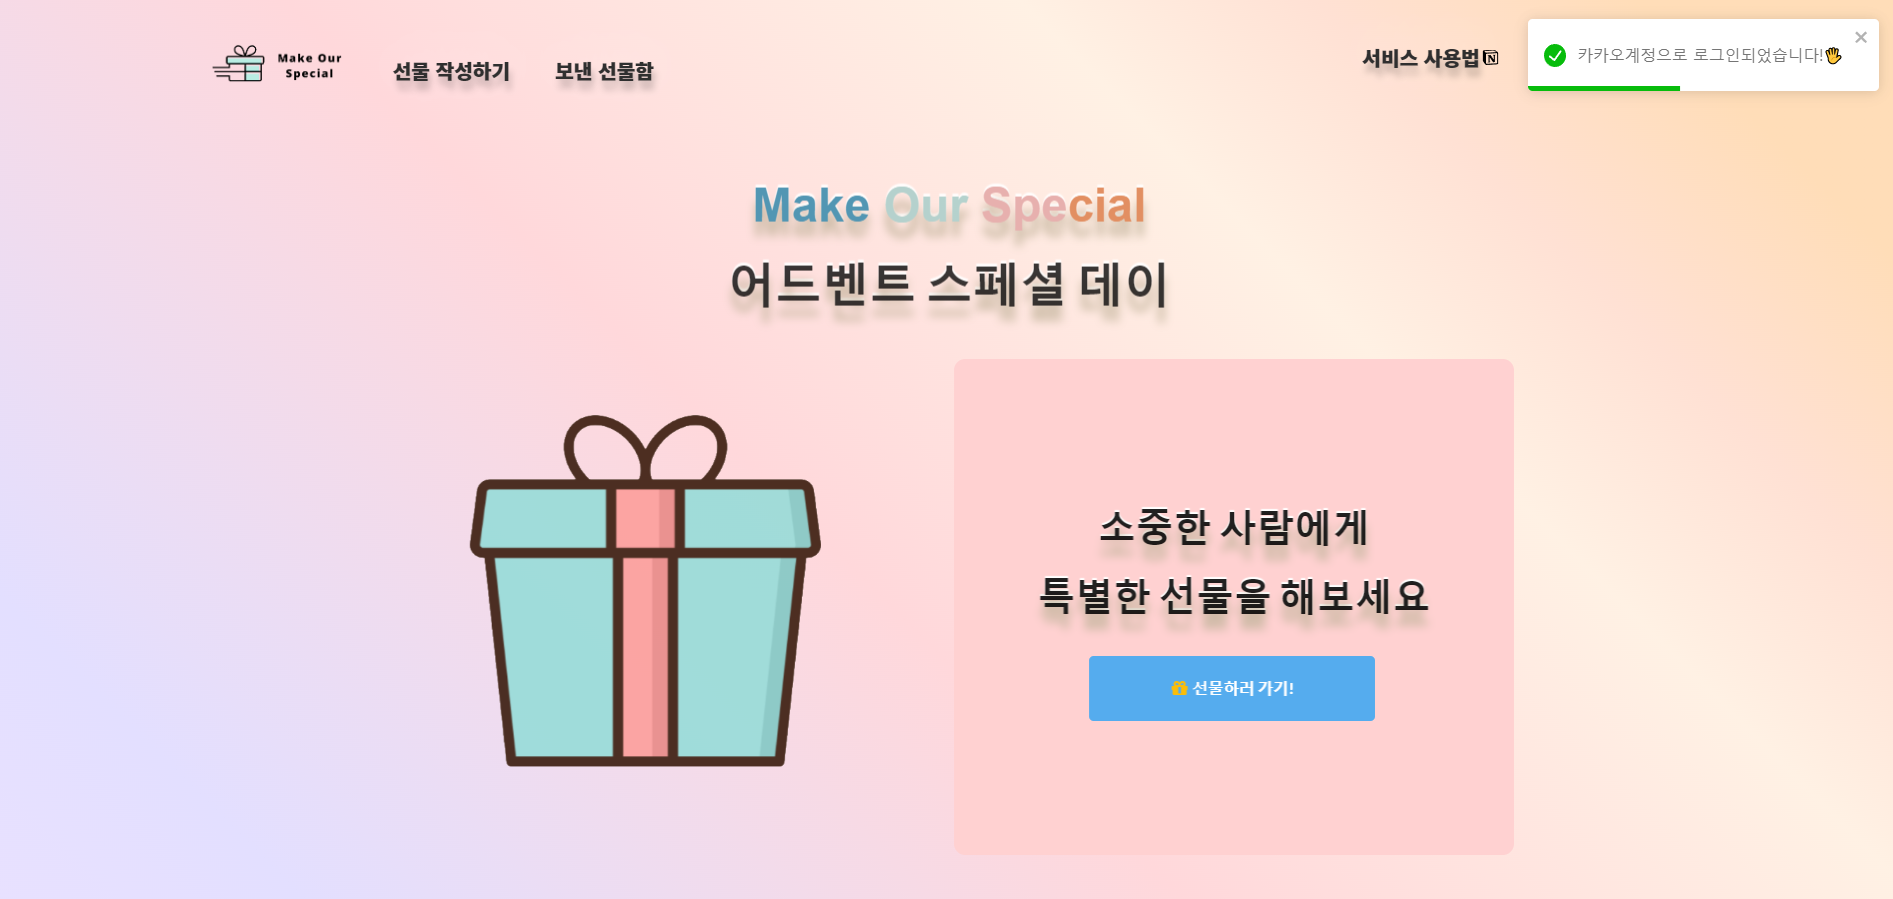 Make Our
Special
선물 작성하기
보낸 선물함
서비스 사용법
카카오계정으로 로그인되었습니다!🖐
Make Our Special
어드벤트 스페셜 데이
소중한 사람에게
특별한 선물을 해보세요
선물하러 가기!